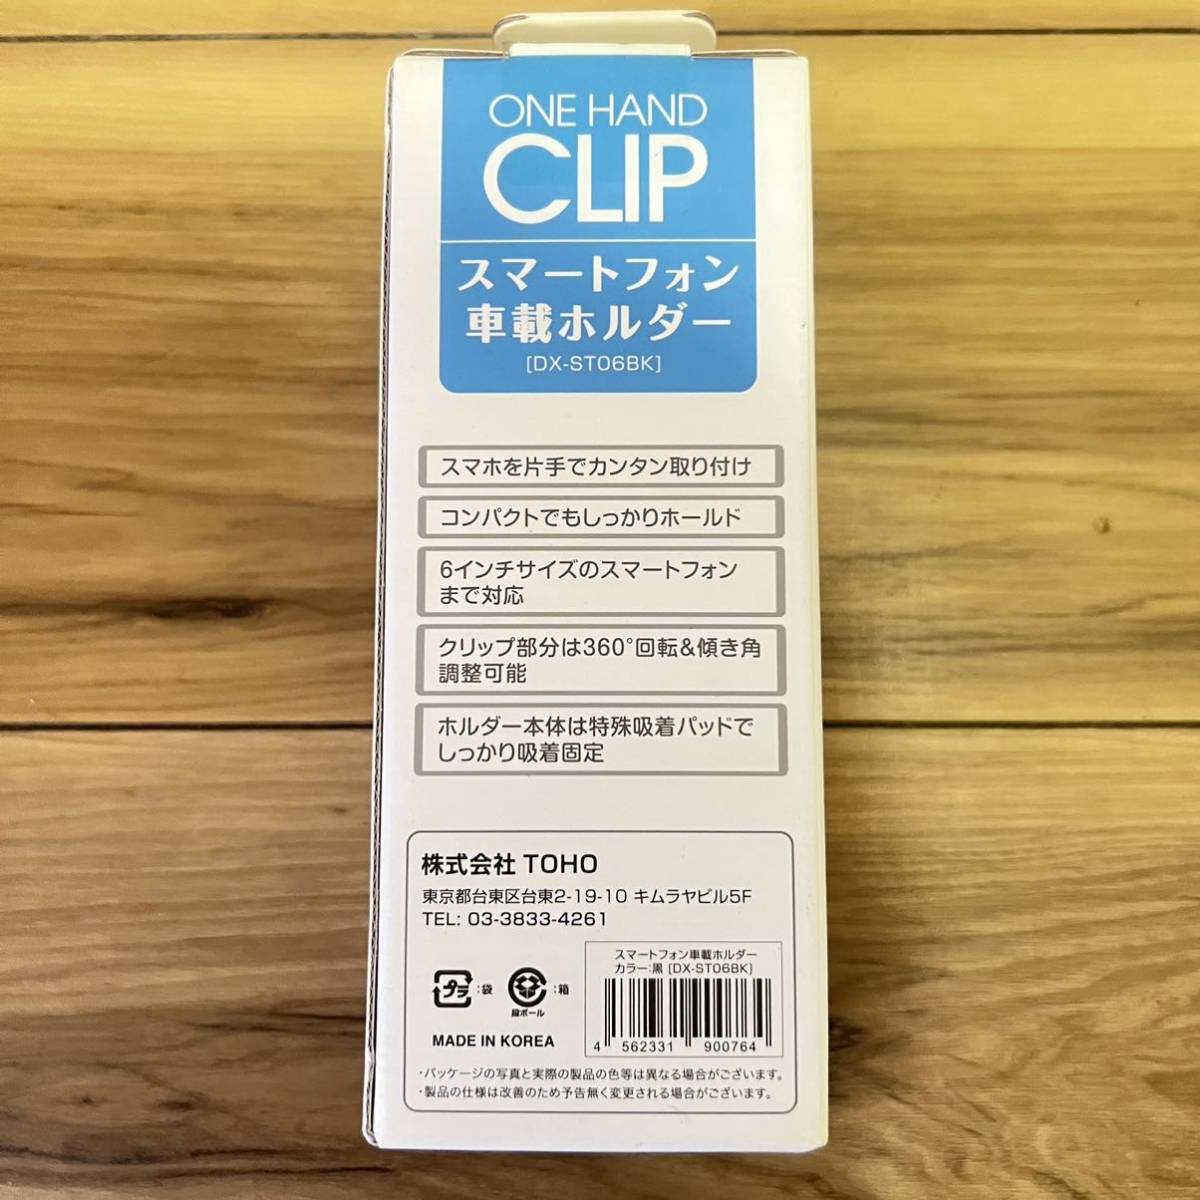 ONE HAND
CLIP
スマートフォン
車載ホルダー
[DX-ST06BK]
スマホを片手でカンタン取り付け
コンパクトでもしっかりホールド
6インチサイズのスマートフォン
まで対応
クリップ部分は360°回転&傾き角
調整可能
ホルダー本体は特殊吸着パッドで
しっかり吸着固定
株式会社 TOHO
東京都台東区台東2-19-10 キムラヤビル5F
TEL: 03-3833-4261
プラ :袋
段ボール :箱
MADE IN KOREA
スマートフォン車載ホルダー
カラー:黒 [DX-ST06BK]
4 562331 900764
・パッケージの写真と実際の製品の色等は異なる場合がございます。
・製品の仕様は改善のため予告無く変更される場合がございます。